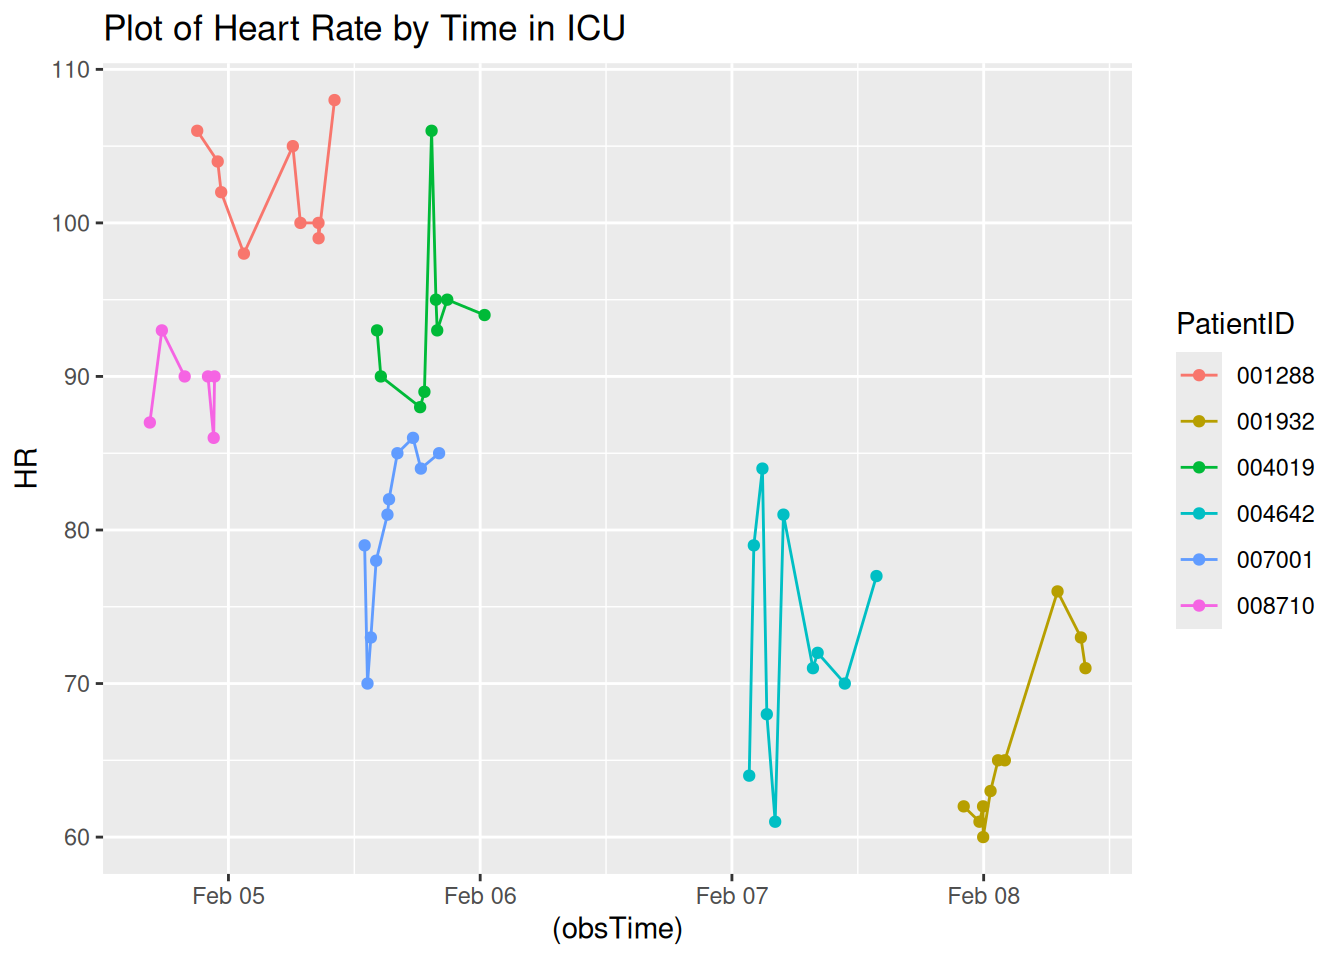 Plot of Heart Rate by Time in ICU
110
100
90
80
70
60
HR
Feb 05
Feb 06
Feb 07
Feb 08
(obsTime)
PatientID
001288
001932
004019
004642
007001
008710